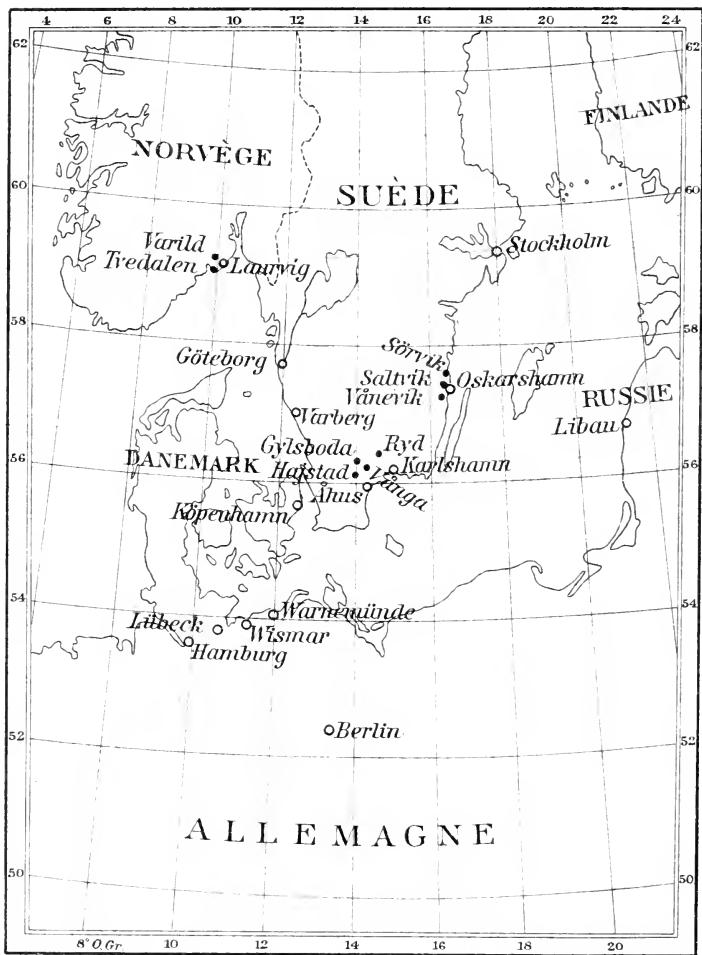 4 6 8 10 12 14 16 18 20 22 24
62 62
FINLANDE
NORVÈGE
60 SUÈDE 60
Varild Stockholm
Tvedalen Laurvig
58 58
Sörvik
Göteborg Saltvik Oskarshamn
Vånevik RUSSIE
Varberg Libau
Gylsboda Ryd
56 DANEMARK Hajstad Karlshamn 56
Vånga
Åhus
Köpenhamn
54 54
Warnemünde
Lübeck Wismar
Hamburg
52 Berlin 52
ALLEMAGNE
50 50
8° O.Gr. 10 12 14 16 18 20